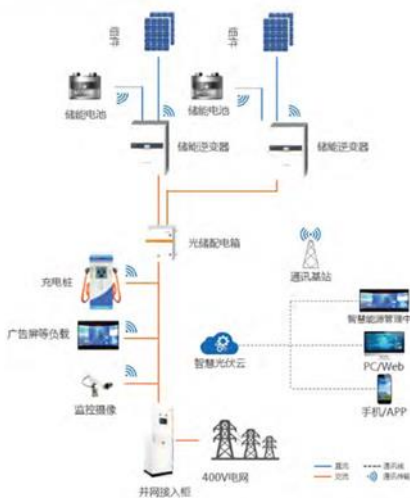 组件
组件
储能电池
储能电池
储能逆变器
储能逆变器
光储配电箱
通讯基站
充电桩
智慧能源管理中
广告屏等负载
智慧光伏云
PC/Web
监控摄像
手机/APP
400V电网
并网接入柜
直流
通讯线
交流
通讯传输